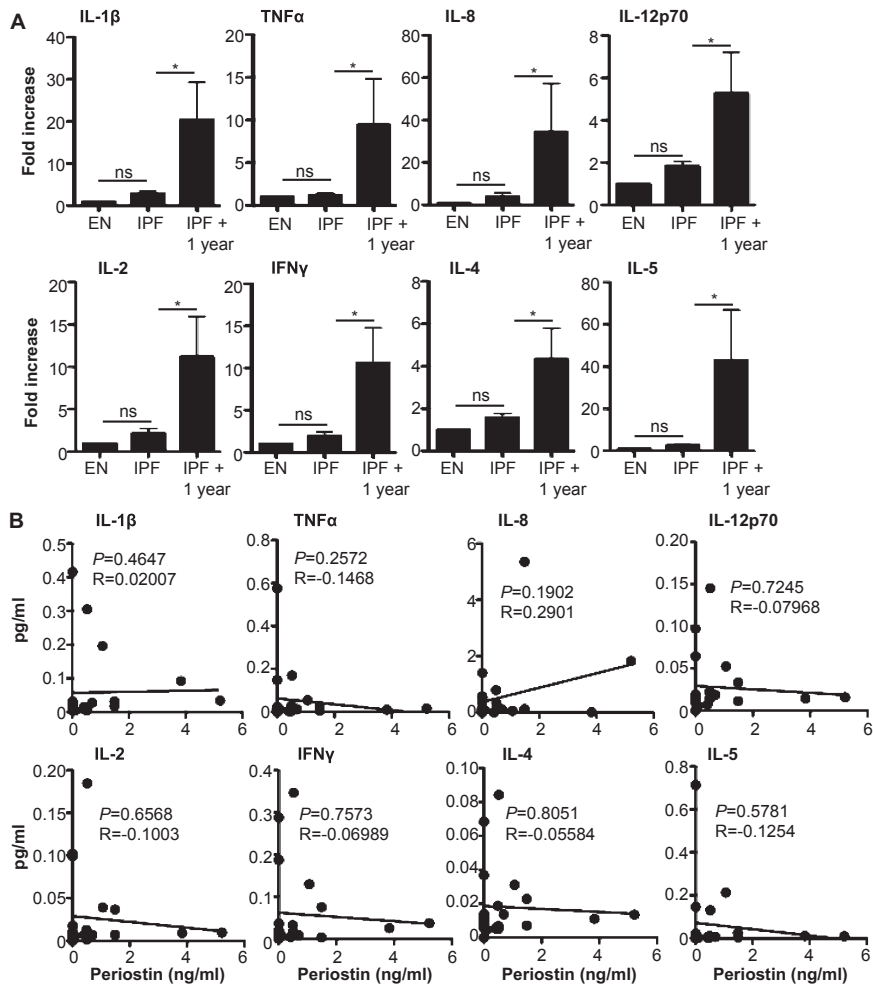 A
IL-1β TNFα IL-8 IL-12p70
Fold increase
40 20 80 8
30 15 60 6
20 10 40 4
10 5 20 2
0 0 0 0
ns * ns * ns * ns *
EN IPF IPF + EN IPF IPF + EN IPF IPF + EN IPF IPF +
1 year 1 year 1 year 1 year
IL-2 IFNγ IL-4 IL-5
Fold increase
20 20 8 80
15 15 6 60
10 10 4 40
5 5 2 20
0 0 0 0
ns * ns * ns * ns *
EN IPF IPF + EN IPF IPF + EN IPF IPF + EN IPF IPF +
1 year 1 year 1 year 1 year
B
IL-1β TNFα IL-8 IL-12p70
pg/ml
0.5 0.8 6 0.20
0.4 0.6 4 0.15
0.3 0.4 2 0.10
0.2 0.2 0 0.05
0.1 0 0
0
P=0.4647 P=0.2572 P=0.1902 P=0.7245
R=0.02007 R=-0.1468 R=0.2901 R=-0.07968
0 2 4 6 0 2 4 6 0 2 4 6 0 2 4 6
IL-2 IFNγ IL-4 IL-5
pg/ml
0.20 0.4 0.10 0.8
0.15 0.3 0.08 0.6
0.10 0.2 0.06 0.4
0.05 0.1 0.04 0.2
0 0 0.02 0
0
P=0.6568 P=0.7573 P=0.8051 P=0.5781
R=-0.1003 R=-0.06989 R=-0.05584 R=-0.1254
0 2 4 6 0 2 4 6 0 2 4 6 0 2 4 6
Periostin (ng/ml) Periostin (ng/ml) Periostin (ng/ml) Periostin (ng/ml)